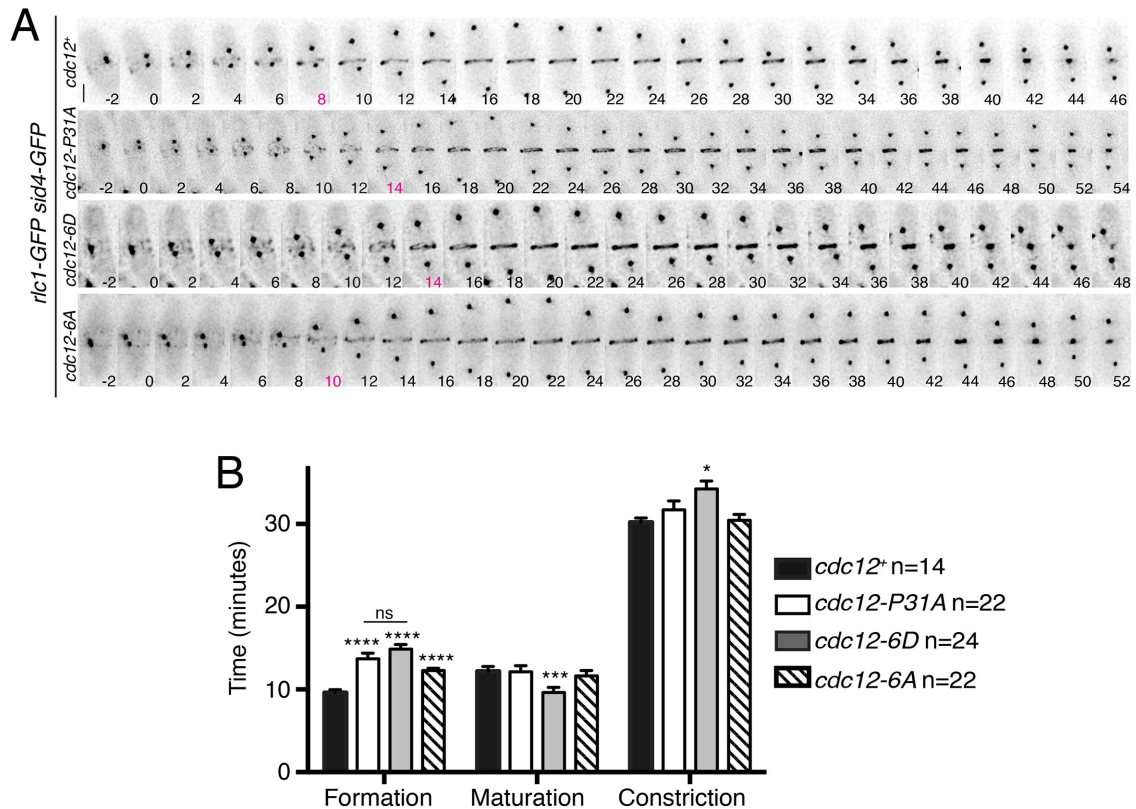 A
rlc1-GFP sid4-GFP
cdc12+
-2 0 2 4 6 8 10 12 14 16 18 20 22 24 26 28 30 32 34 36 38 40 42 44 46
cdc12-P31A
-2 0 2 4 6 8 10 12 14 16 18 20 22 24 26 28 30 32 34 36 38 40 42 44 46 48 50 52 54
cdc12-6D
-2 0 2 4 6 8 10 12 14 16 18 20 22 24 26 28 30 32 34 36 38 40 42 44 46 48
cdc12-6A
-2 0 2 4 6 8 10 12 14 16 18 20 22 24 26 28 30 32 34 36 38 40 42 44 46 48 50 52
B
Time (minutes)
30
20
10
0
**** ns **** ****
***
*
Formation Maturation Constriction
cdc12+ n=14
cdc12-P31A n=22
cdc12-6D n=24
cdc12-6A n=22